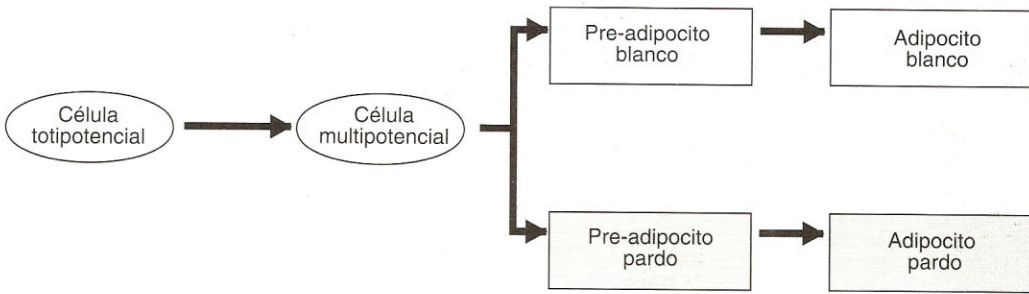 Célula
totipotencial
Célula
multipotencial
Pre-adipocito
blanco
Adipocito
blanco
Pre-adipocito
pardo
Adipocito
pardo